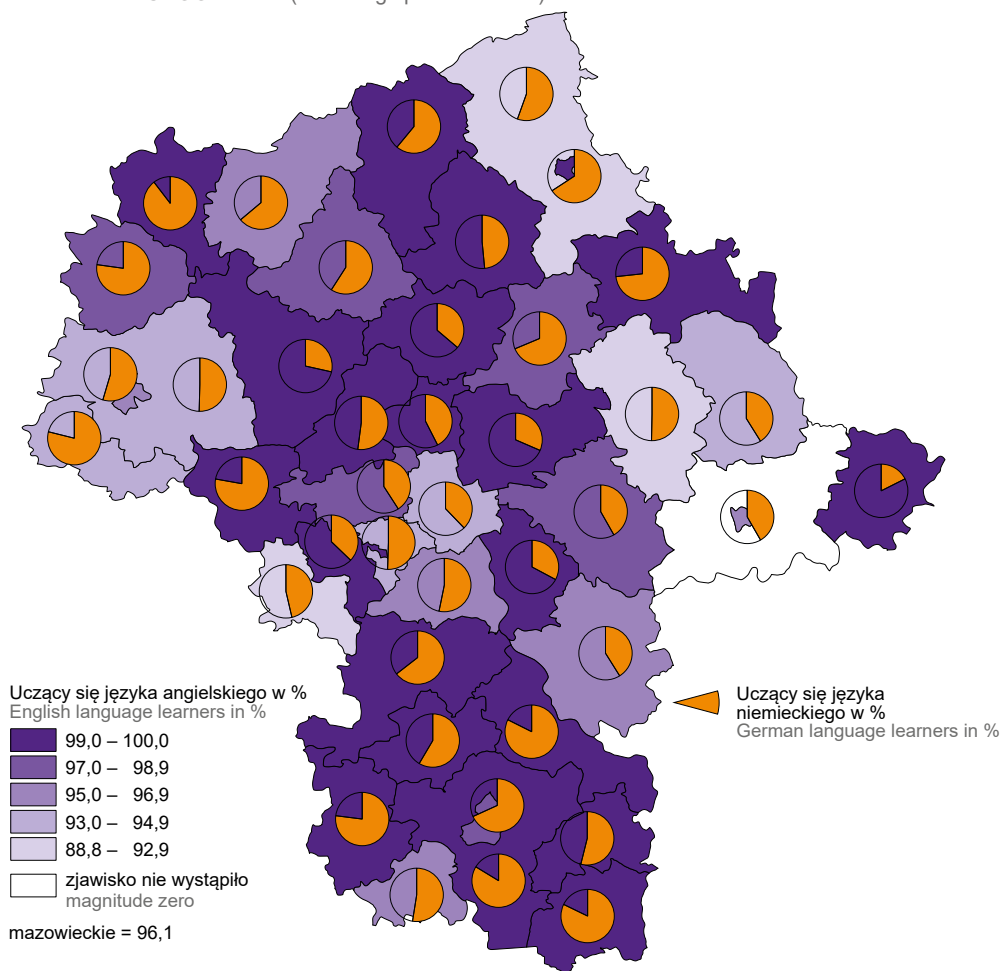 Uczący się języka angielskiego w %
English language learners in %
99,0 – 100,0
97,0 – 98,9
95,0 – 96,9
93,0 – 94,9
88,8 – 92,9
zjawisko nie wystąpiło
magnitude zero
mazowieckie = 96,1
Uczący się języka
niemieckiego w %
German language learners in %